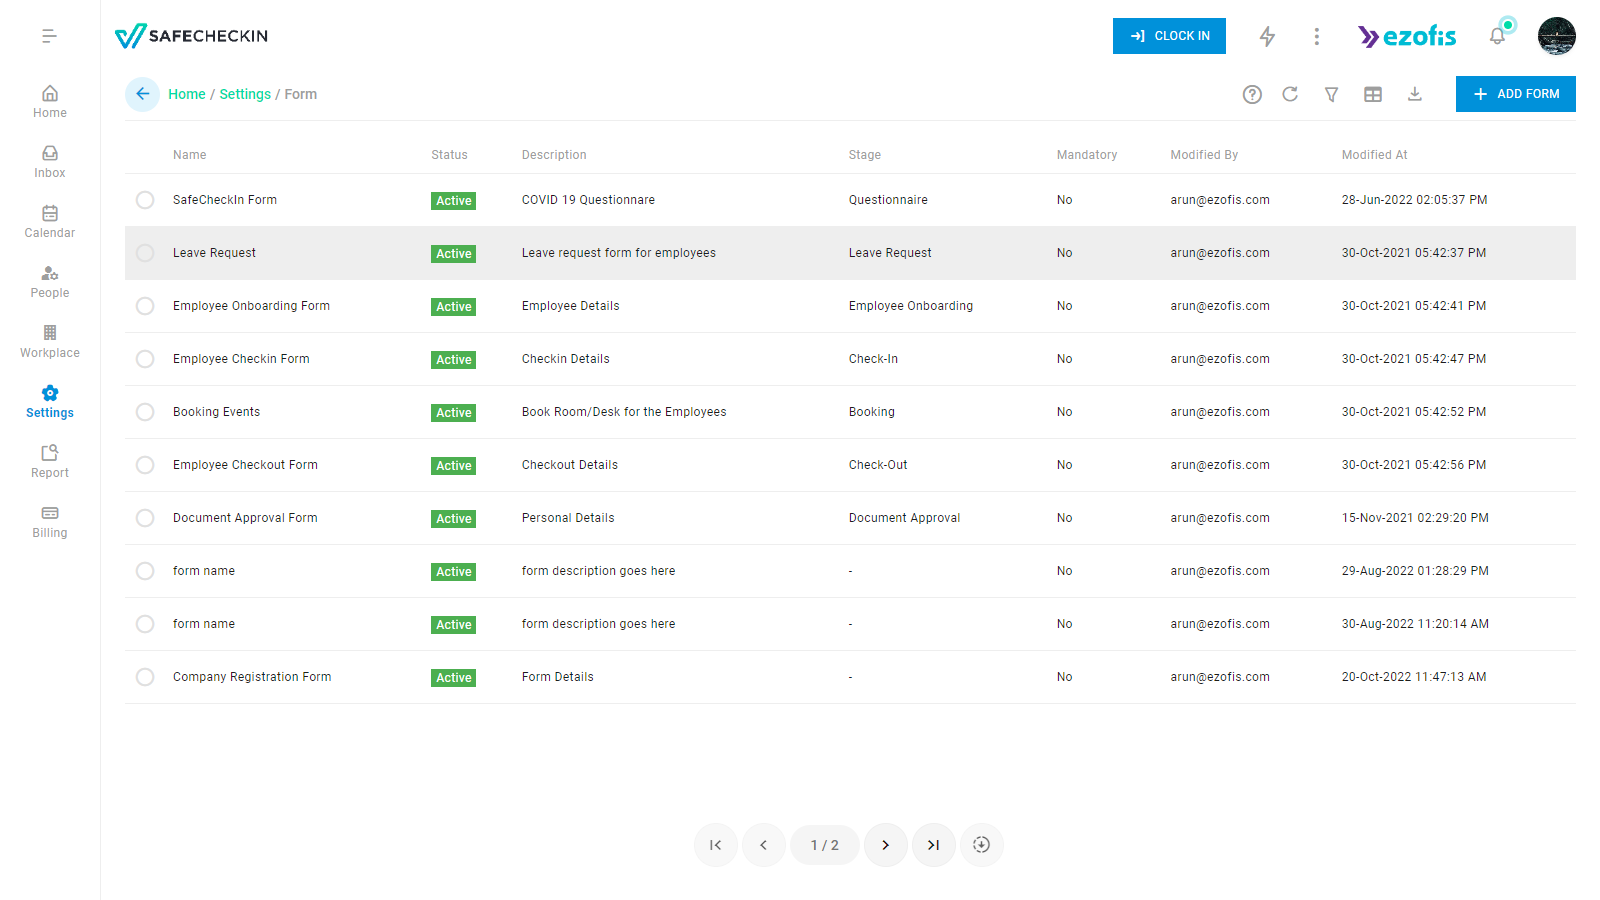 SAFECHECKIN
CLOCK IN
ezofis
Home / Settings / Form
ADD FORM
Home
Inbox
Calendar
People
Workplace
Settings
Report
Billing
Name Status Description Stage Mandatory Modified By Modified At
SafeCheckIn Form Active COVID 19 Questionnare Questionnaire No arun@ezofis.com 28-Jun-2022 02:05:37 PM
Leave Request Active Leave request form for employees Leave Request No arun@ezofis.com 30-Oct-2021 05:42:37 PM
Employee Onboarding Form Active Employee Details Employee Onboarding No arun@ezofis.com 30-Oct-2021 05:42:41 PM
Employee Checkin Form Active Checkin Details Check-In No arun@ezofis.com 30-Oct-2021 05:42:47 PM
Booking Events Active Book Room/Desk for the Employees Booking No arun@ezofis.com 30-Oct-2021 05:42:52 PM
Employee Checkout Form Active Checkout Details Check-Out No arun@ezofis.com 30-Oct-2021 05:42:56 PM
Document Approval Form Active Personal Details Document Approval No arun@ezofis.com 15-Nov-2021 02:29:20 PM
form name Active form description goes here - No arun@ezofis.com 29-Aug-2022 01:28:29 PM
form name Active form description goes here - No arun@ezofis.com 30-Aug-2022 11:20:14 AM
Company Registration Form Active Form Details - No arun@ezofis.com 20-Oct-2022 11:47:13 AM
1 / 2